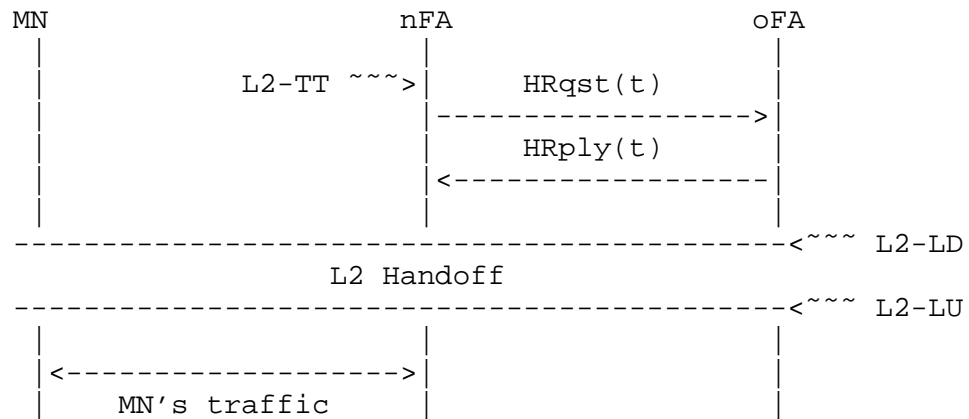 MN nFA oFA
L2-TT ~~~> HRqst(t)
HRply(t)
<~~~ L2-LD
L2 Handoff
<~~~ L2-LU
MN's traffic